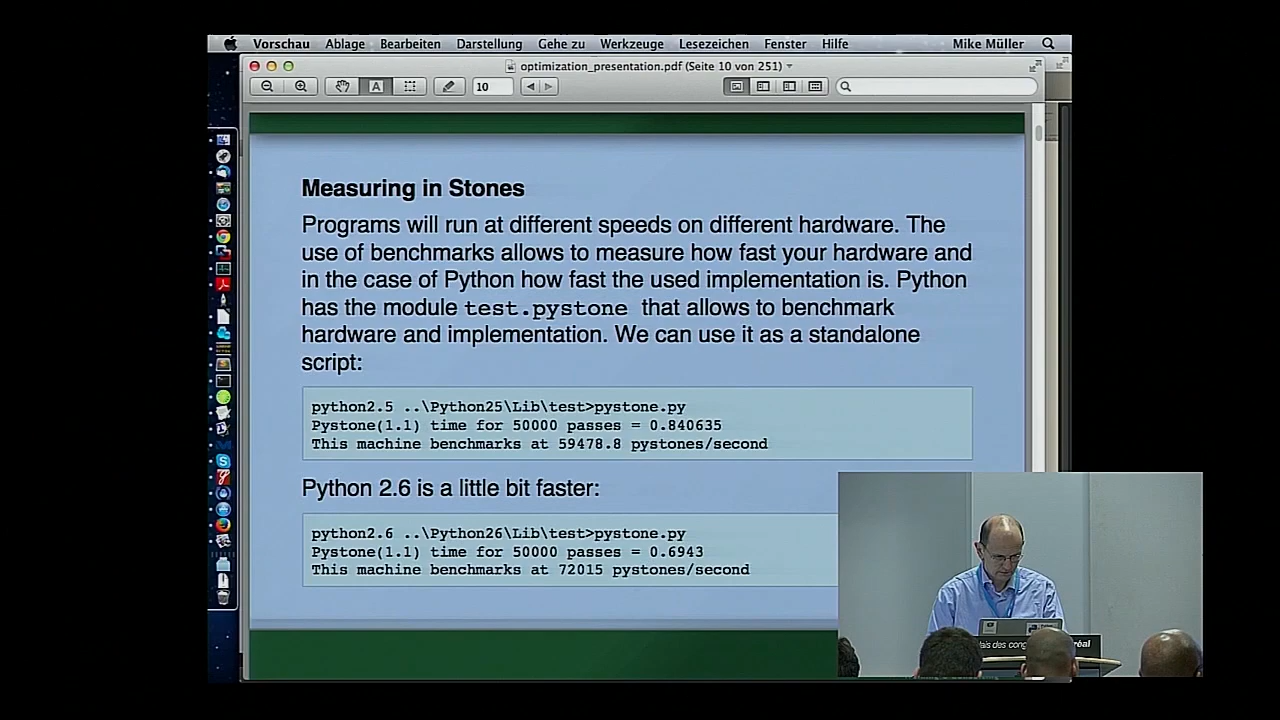 Vorschau Ablage Bearbeiten Darstellung Gehe zu Werkzeuge Lesezeichen Fenster Hilfe Mike Müller
optimization_presentation.pdf (Seite 10 von 251)
A 10
Measuring in Stones
Programs will run at different speeds on different hardware. The
use of benchmarks allows to measure how fast your hardware and
in the case of Python how fast the used implementation is. Python
has the module test.pystone that allows to benchmark
hardware and implementation. We can use it as a standalone
script:
python2.5 ..\Python25\Lib\test>pystone.py
Pystone(1.1) time for 50000 passes = 0.840635
This machine benchmarks at 59478.8 pystones/second
Python 2.6 is a little bit faster:
python2.6 ..\Python26\Lib\test>pystone.py
Pystone(1.1) time for 50000 passes = 0.6943
This machine benchmarks at 72015 pystones/second